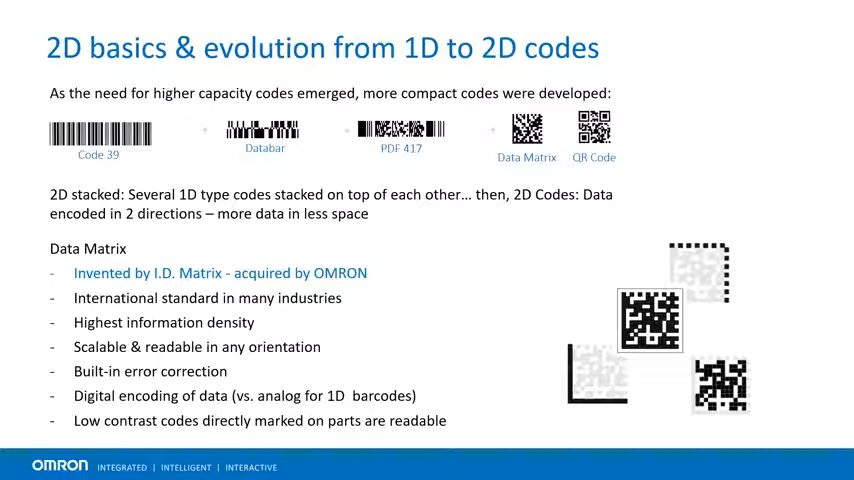 2D basics & evolution from 1D to 2D codes
As the need for higher capacity codes emerged, more compact codes were developed:
Code 39
Databar
PDF 417
Data Matrix
QR Code
2D stacked: Several 1D type codes stacked on top of each other… then, 2D Codes: Data
encoded in 2 directions – more data in less space
Data Matrix
- Invented by I.D. Matrix - acquired by OMRON
- International standard in many industries
- Highest information density
- Scalable & readable in any orientation
- Built-in error correction
- Digital encoding of data (vs. analog for 1D barcodes)
- Low contrast codes directly marked on parts are readable
OMRON INTEGRATED | INTELLIGENT | INTERACTIVE